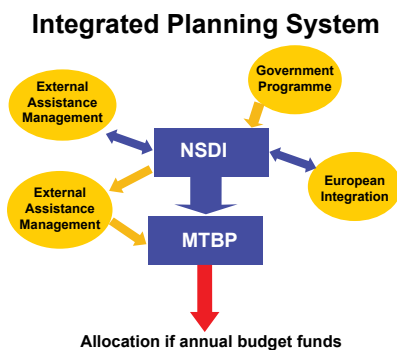 Integrated Planning System
External
Assistance
Management
Government
Programme
NSDI
European
Integration
External
Assistance
Management
MTBP
Allocation if annual budget funds